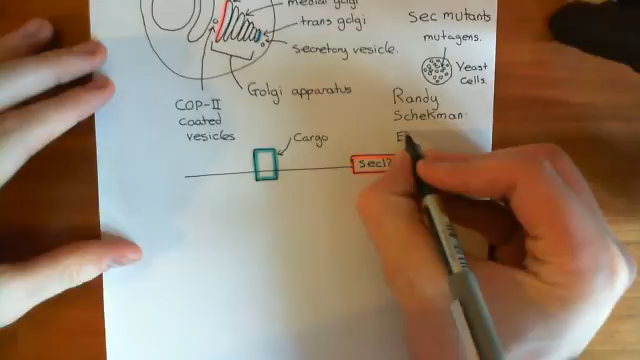 medial golgi
trans golgi
secretory vesicle.
Golgi apparatus
COP-II
coated
vesicles
Sec mutants
mutagens.
Yeast
Cells.
Randy
Schekman.
Cargo